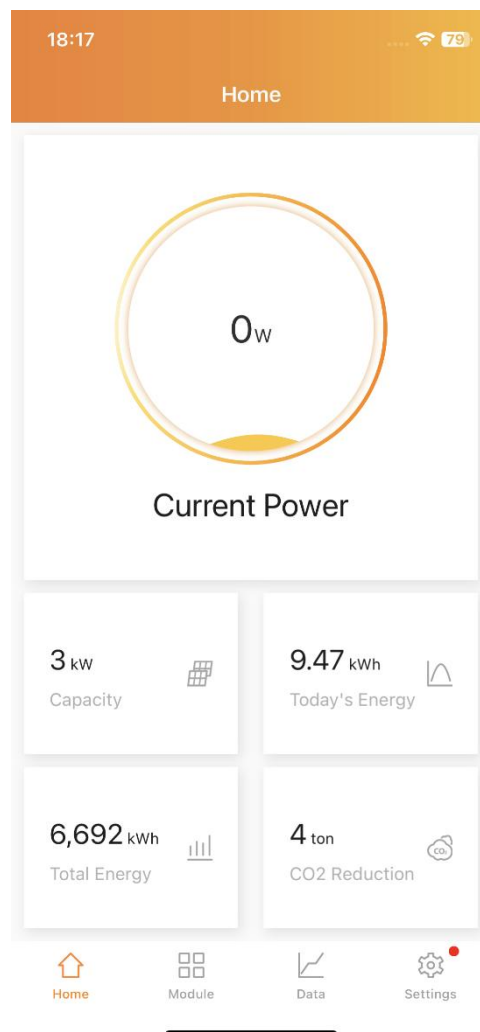 18:17
79
Home
0W
Current Power
3 kW
Capacity
9.47 kWh
Today's Energy
6,692 kWh
Total Energy
4 ton
CO2 Reduction
CO₂
Home
Module
Data
Settings